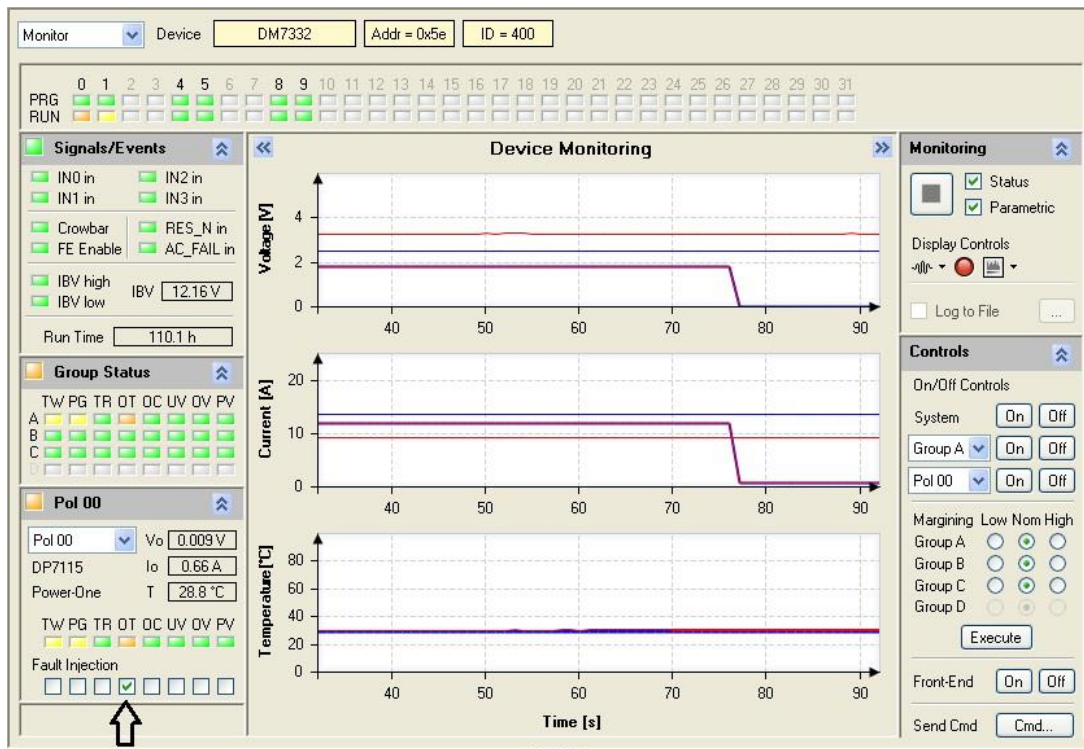 Monitor Device DM7332 Addr = 0x5e ID = 400
0 1 2 3 4 5 6 7 8 9 10 11 12 13 14 15 16 17 18 19 20 21 22 23 24 25 26 27 28 29 30 31
PRG
RUN
Signals/Events
IN0 in IN2 in
IN1 in IN3 in
Crowbar RES_N in
FE Enable AC_FAIL in
IBV high
IBV low
IBV 12.16 V
Run Time 110.1 h
Group Status
TW PG TR OT OC UV OV PV
A
B
C
D
Pol 00
Pol 00 Vo 0.009 V
DP7115 Io 0.66 A
Power-One T 28.8 °C
TW PG TR OT OC UV OV PV
Fault Injection
Device Monitoring
Voltage [V]
4
2
0
40 50 60 70 80 90
Current [A]
20
10
0
40 50 60 70 80 90
Temperature [°C]
80
60
40
20
0
40 50 60 70 80 90
Time [s]
Monitoring
Status
Parametric
Display Controls
Log to File ...
Controls
On/Off Controls
System On Off
Group A On Off
Pol 00 On Off
Margining Low Nom High
Group A
Group B
Group C
Group D
Execute
Front-End On Off
Send Cmd Cmd...